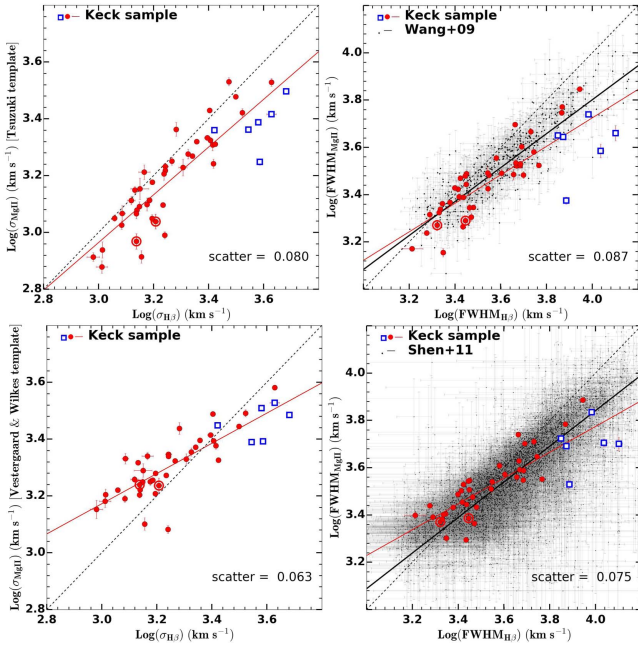 Keck sample
3.6
3.4
3.2
3.0
2.8
2.8 3.0 3.2 3.4 3.6
Log(σMgII) (km s⁻¹) [Tsuzuki template]
scatter = 0.080
Log(σHβ) (km s⁻¹)
Keck sample
Wang+09
4.0
3.8
3.6
3.4
3.2
3.2 3.4 3.6 3.8 4.0 4.2
Log(FWHMMgII) (km s⁻¹)
scatter = 0.087
Log(FWHMHβ) (km s⁻¹)
Keck sample
3.6
3.4
3.2
3.0
2.8
2.8 3.0 3.2 3.4 3.6
Log(σMgII) (km s⁻¹) [Vestergaard & Wilkes template]
scatter = 0.063
Log(σHβ) (km s⁻¹)
Keck sample
Shen+11
4.0
3.8
3.6
3.4
3.2
3.0
3.2 3.4 3.6 3.8 4.0
Log(FWHMMgII) (km s⁻¹)
scatter = 0.075
Log(FWHMHβ) (km s⁻¹)